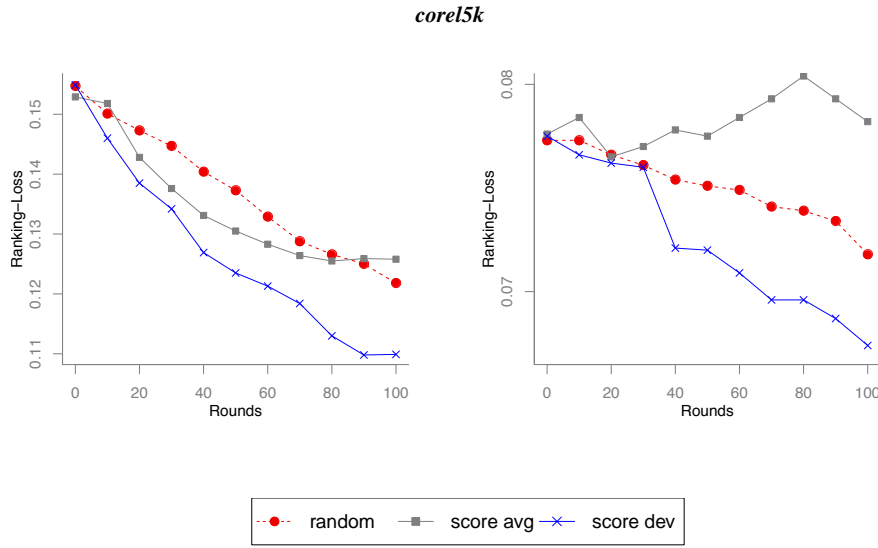 corel5k
Ranking-Loss
0.15
0.14
0.13
0.12
0.11
0 20 40 60 80 100
Rounds
Ranking-Loss
0.08
0.07
0 20 40 60 80 100
Rounds
random score avg score dev